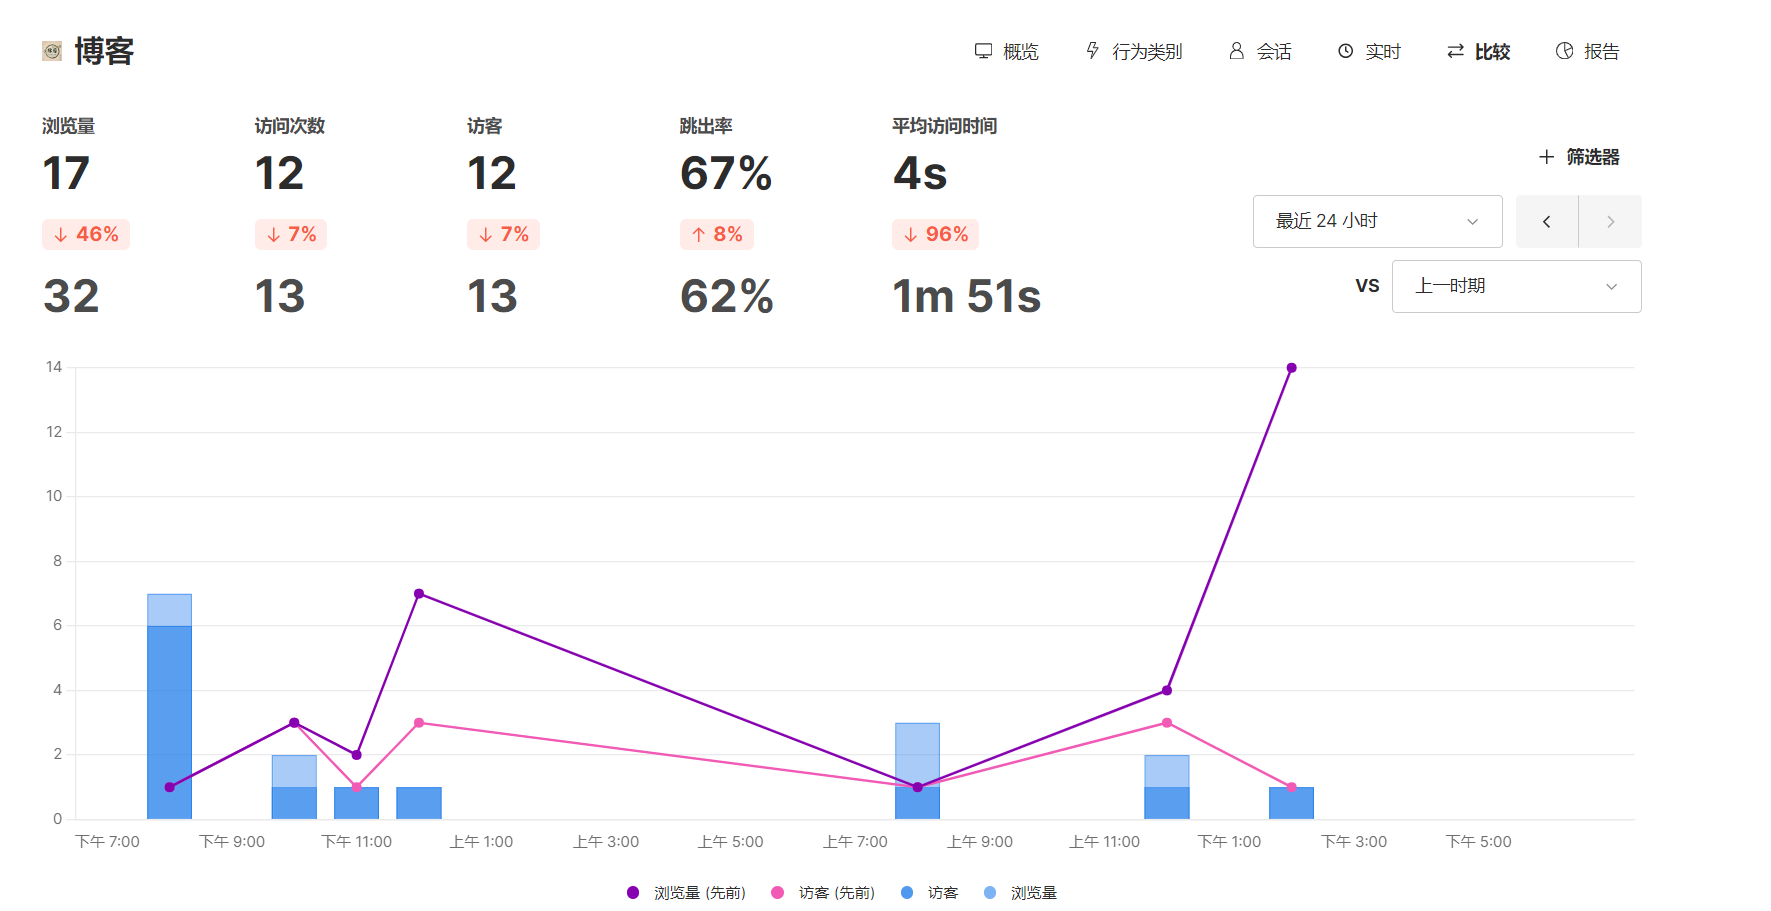 博客
概览 行为类别 会话 实时 比较 报告
浏览量 访问次数 访客 跳出率 平均访问时间
17 12 12 67% 4s
46% 7% 7% 8% 96%
32 13 13 62% 1m 51s
筛选器
最近 24 小时
VS 上一时期
14
12
10
8
6
4
2
0
下午 7:00 下午 9:00 下午 11:00 上午 1:00 上午 3:00 上午 5:00 上午 7:00 上午 9:00 上午 11:00 下午 1:00 下午 3:00 下午 5:00
浏览量 (先前) 访客 (先前) 访客 浏览量